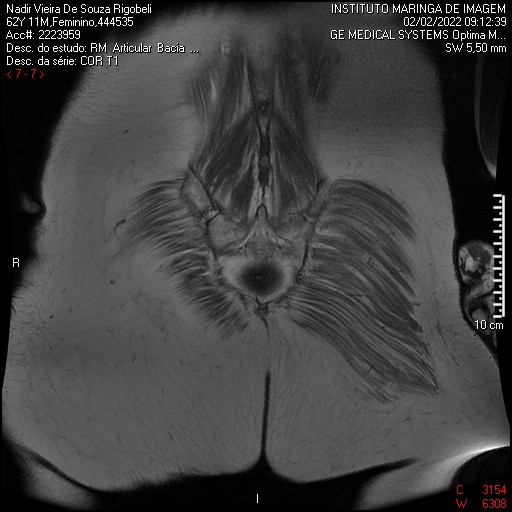 Nadir Vieira De Souza Rigobeli
62Y 11M,Feminino,444535
Acc#: 2223959
Desc. do estudo: RM Articular Bacia ...
Desc. da série: COR T1
< 7 - 7 >
INSTITUTO MARINGA DE IMAGEM
02/02/2022 09:12:39
GE MEDICAL SYSTEMS Optima M...
SW 5,50 mm
R
10 cm
I
C 3154
W 6308